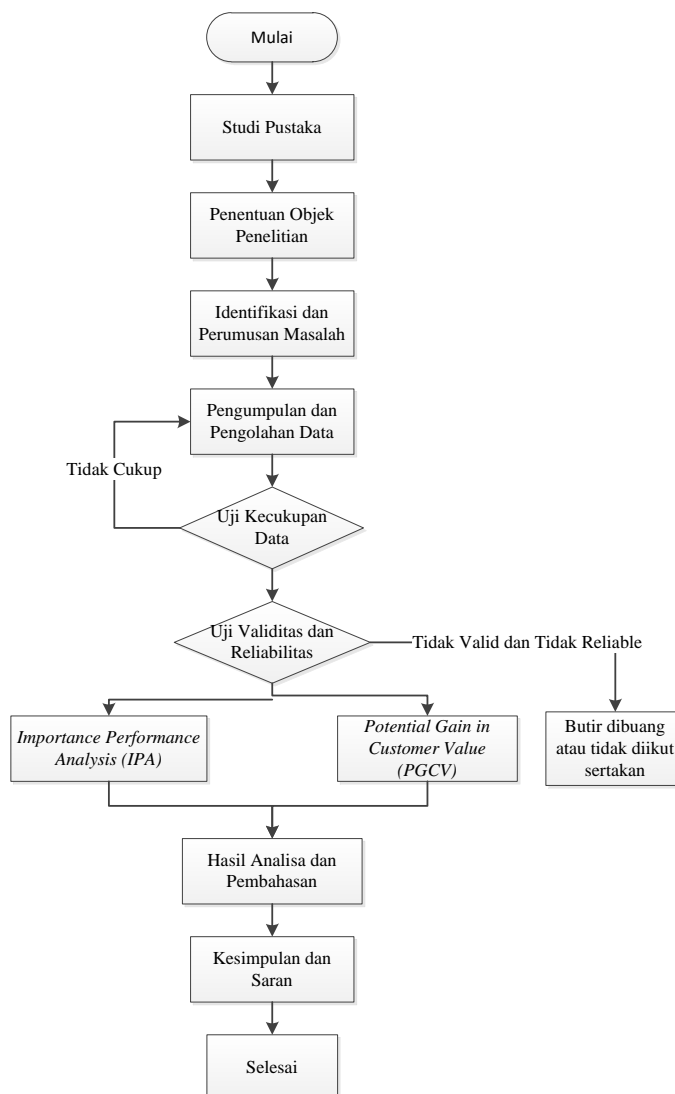 Mulai
Studi Pustaka
Penentuan Objek
Penelitian
Identifikasi dan
Perumusan Masalah
Pengumpulan dan
Pengolahan Data
Tidak Cukup
Uji Kecukupan
Data
Uji Validitas dan
Reliabilitas
Tidak Valid dan Tidak Reliable
Importance Performance
Analysis (IPA)
Potential Gain in
Customer Value
(PGCV)
Butir dibuang
atau tidak diikut
sertakan
Hasil Analisa dan
Pembahasan
Kesimpulan dan
Saran
Selesai